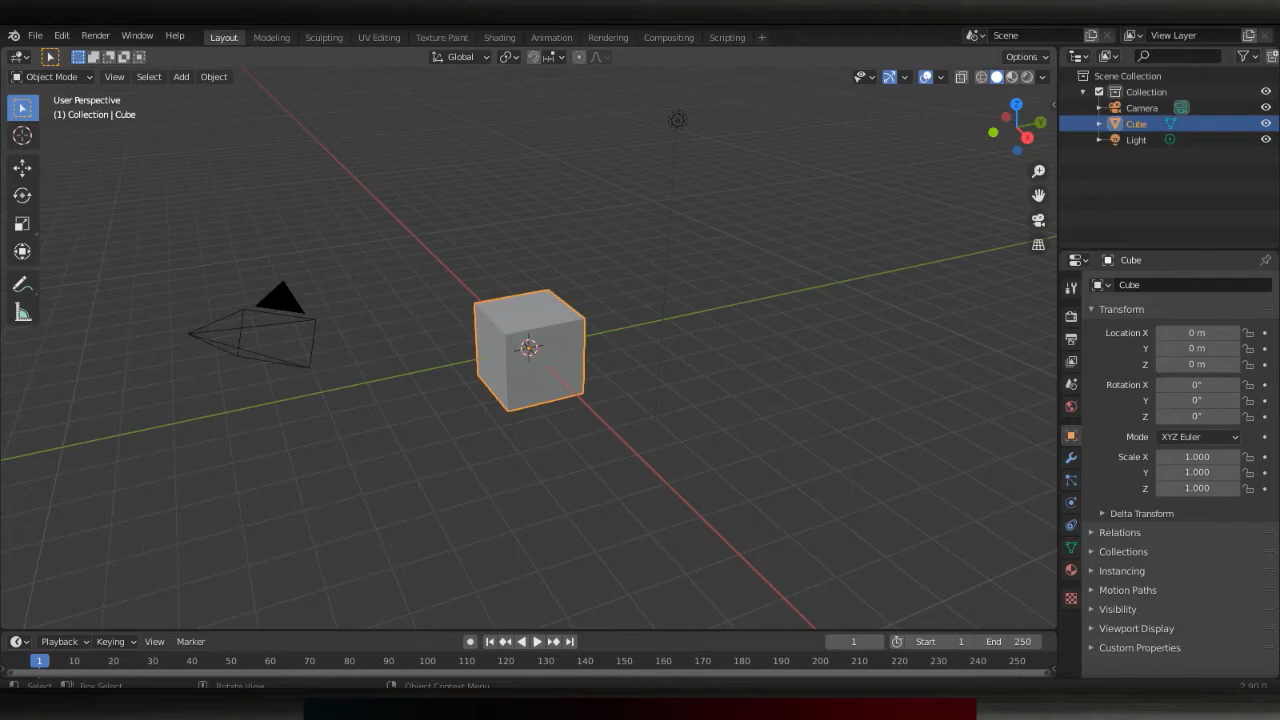 File Edit Render Window Help Layout Modeling Sculpting UV Editing Texture Paint Shading Animation Rendering Compositing Scripting + Scene View Layer
Global Options
Object Mode View Select Add Object
User Perspective
(1) Collection | Cube
Z
Y
X
Scene Collection
Collection
Camera
Cube
Light
Cube
Cube
Transform
Location X 0 m
Y 0 m
Z 0 m
Rotation X 0°
Y 0°
Z 0°
Mode XYZ Euler
Scale X 1.000
Y 1.000
Z 1.000
Delta Transform
Relations
Collections
Instancing
Motion Paths
Visibility
Viewport Display
Custom Properties
Playback Keying View Marker 1 Start 1 End 250
1 10 20 30 40 50 60 70 80 90 100 110 120 130 140 150 160 170 180 190 200 210 220 230 240 250
Select Box Select Rotate View Object Context Menu 2.90.0